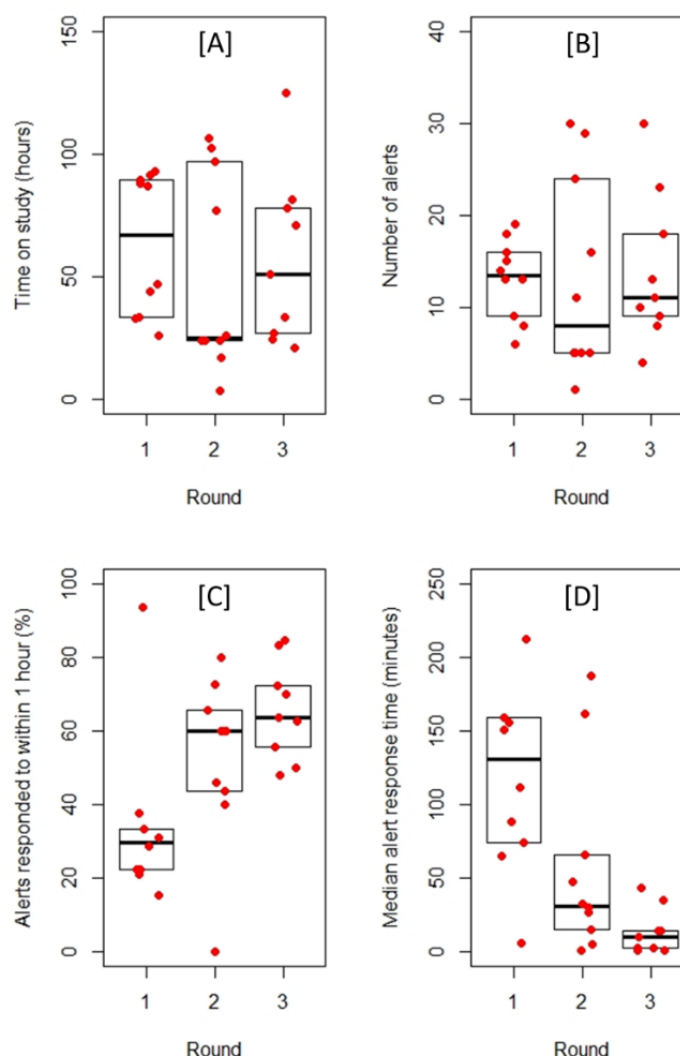 [A]
Time on study (hours)
150
100
50
0
1 2 3
Round
[B]
Number of alerts
40
30
20
10
0
1 2 3
Round
[C]
Alerts responded to within 1 hour (%)
100
80
60
40
20
0
1 2 3
Round
[D]
Median alert response time (minutes)
250
200
150
100
50
0
1 2 3
Round